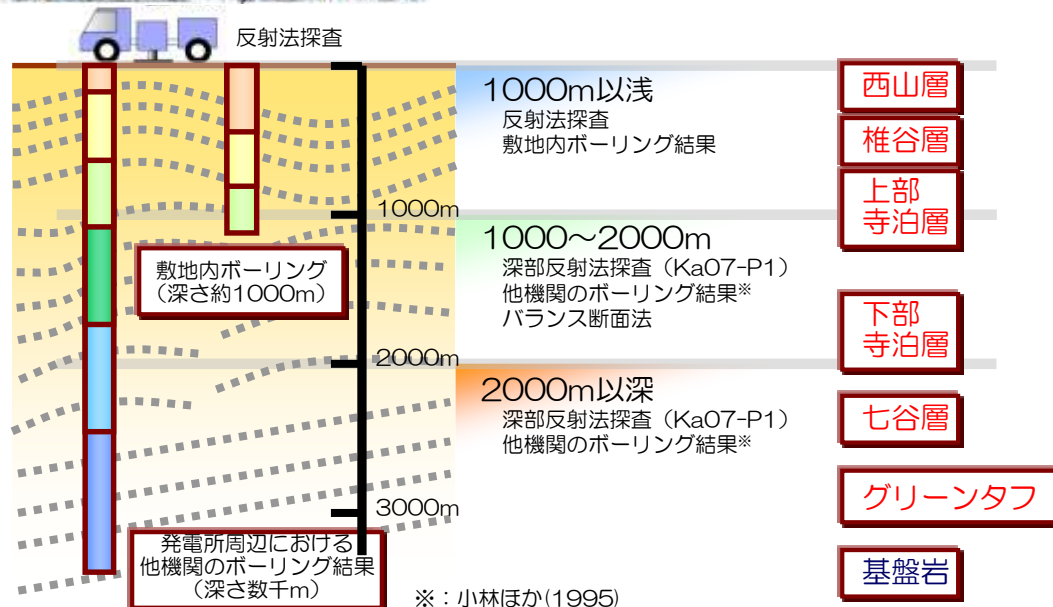 反射法探査
1000m以浅
反射法探査
敷地内ボーリング結果
1000m
1000～2000m
深部反射法探査（Ka07-P1）
他機関のボーリング結果※
バランス断面法
敷地内ボーリング
（深さ約1000m）
2000m
2000m以深
深部反射法探査（Ka07-P1）
他機関のボーリング結果※
3000m
発電所周辺における
他機関のボーリング結果
（深さ数千m）
※：小林ほか(1995)
西山層
椎谷層
上部
寺泊層
下部
寺泊層
七谷層
グリーンタフ
基盤岩